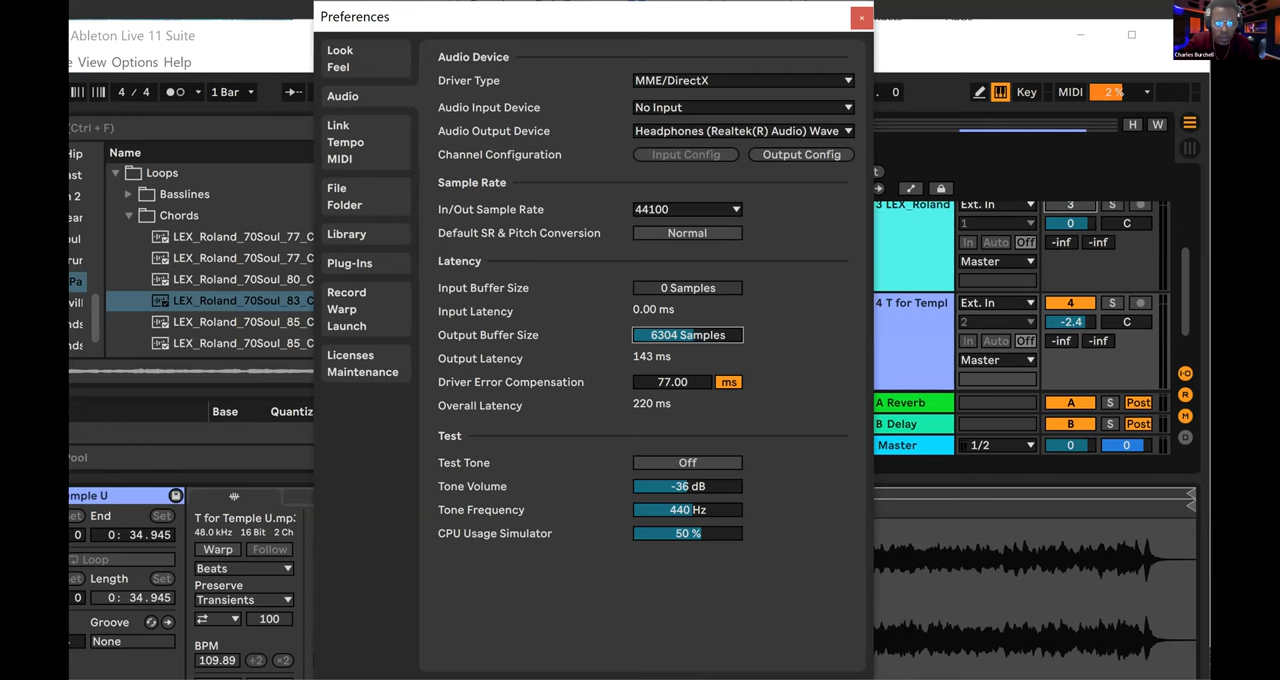 Preferences
Ableton Live 11 Suite
Charles Burchell
e View Options Help
4 / 4
1 Bar
0
Key
MIDI
2 %
(Ctrl + F)
Name
Loops
Basslines
Chords
LEX_Roland_70Soul_77_C
LEX_Roland_70Soul_77_C
LEX_Roland_70Soul_80_C
LEX_Roland_70Soul_83_C
LEX_Roland_70Soul_85_C
LEX_Roland_70Soul_85_C
Base
Quantiz
Pool
Look
Feel
Audio
Link
Tempo
MIDI
File
Folder
Library
Plug-Ins
Record
Warp
Launch
Licenses
Maintenance
Audio Device
Driver Type MME/DirectX
Audio Input Device No Input
Audio Output Device Headphones (Realtek(R) Audio) Wave
Channel Configuration Input Config Output Config
Sample Rate
In/Out Sample Rate 44100
Default SR & Pitch Conversion Normal
Latency
Input Buffer Size 0 Samples
Input Latency 0.00 ms
Output Buffer Size 6304 Samples
Output Latency 143 ms
Driver Error Compensation 77.00 ms
Overall Latency 220 ms
Test
Test Tone Off
Tone Volume -36 dB
Tone Frequency 440 Hz
CPU Usage Simulator 50 %
H W
3 LEX_Roland Ext. In 3 S
1 0 C
In Auto Off -inf -inf
Master
4 T for Templ Ext. In 4 S
2 -2.4 C
In Auto Off -inf -inf
Master
A Reverb A S Post
B Delay B S Post
Master 1/2 0 0
I·O
R
M
D
emple U
End Set
0 0: 34.945
Loop
Length Set
0 0: 34.945
Groove
None
T for Temple U.mp3
48.0 kHz 16 Bit 2 Ch
Warp Follow
Beats
Preserve
Transients
100
BPM
109.89 ÷2 ×2